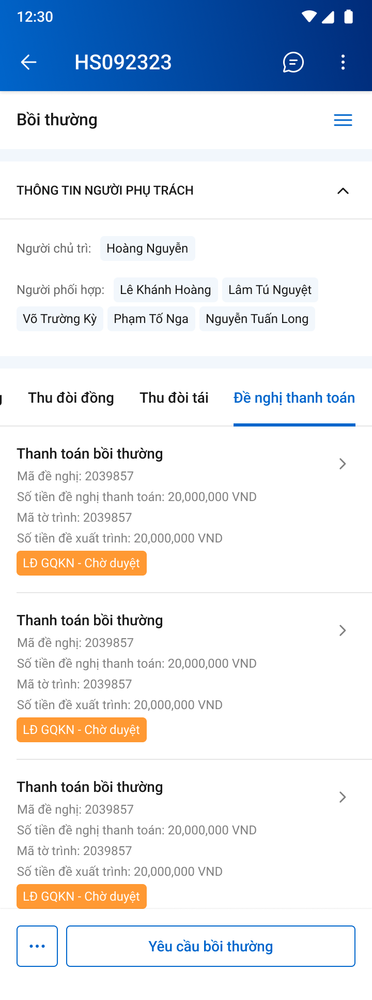 12:30
HS092323
Bồi thường
THÔNG TIN NGƯỜI PHỤ TRÁCH
Người chủ trì: Hoàng Nguyễn
Người phối hợp: Lê Khánh Hoàng Lâm Tú Nguyệt
Võ Trường Kỳ Phạm Tố Nga Nguyễn Tuấn Long
g Thu đòi đồng Thu đòi tái Đề nghị thanh toán
Thanh toán bồi thường
Mã đề nghị: 2039857
Số tiền đề nghị thanh toán: 20,000,000 VND
Mã tờ trình: 2039857
Số tiền đề xuất trình: 20,000,000 VND
LĐ GQKN - Chờ duyệt
Thanh toán bồi thường
Mã đề nghị: 2039857
Số tiền đề nghị thanh toán: 20,000,000 VND
Mã tờ trình: 2039857
Số tiền đề xuất trình: 20,000,000 VND
LĐ GQKN - Chờ duyệt
Thanh toán bồi thường
Mã đề nghị: 2039857
Số tiền đề nghị thanh toán: 20,000,000 VND
Mã tờ trình: 2039857
Số tiền đề xuất trình: 20,000,000 VND
LĐ GQKN - Chờ duyệt
Yêu cầu bồi thường